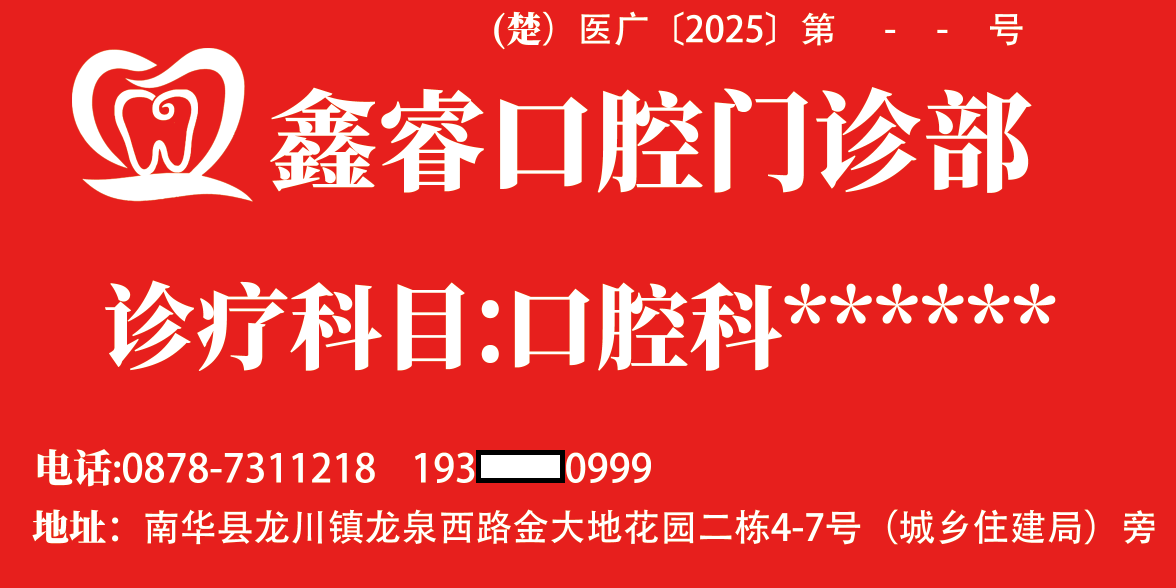 (楚）医广〔2025〕第　-　-　号
鑫睿口腔门诊部
诊疗科目:口腔科******
电话:0878-7311218　193　0999
地址：南华县龙川镇龙泉西路金大地花园二栋4-7号（城乡住建局）旁